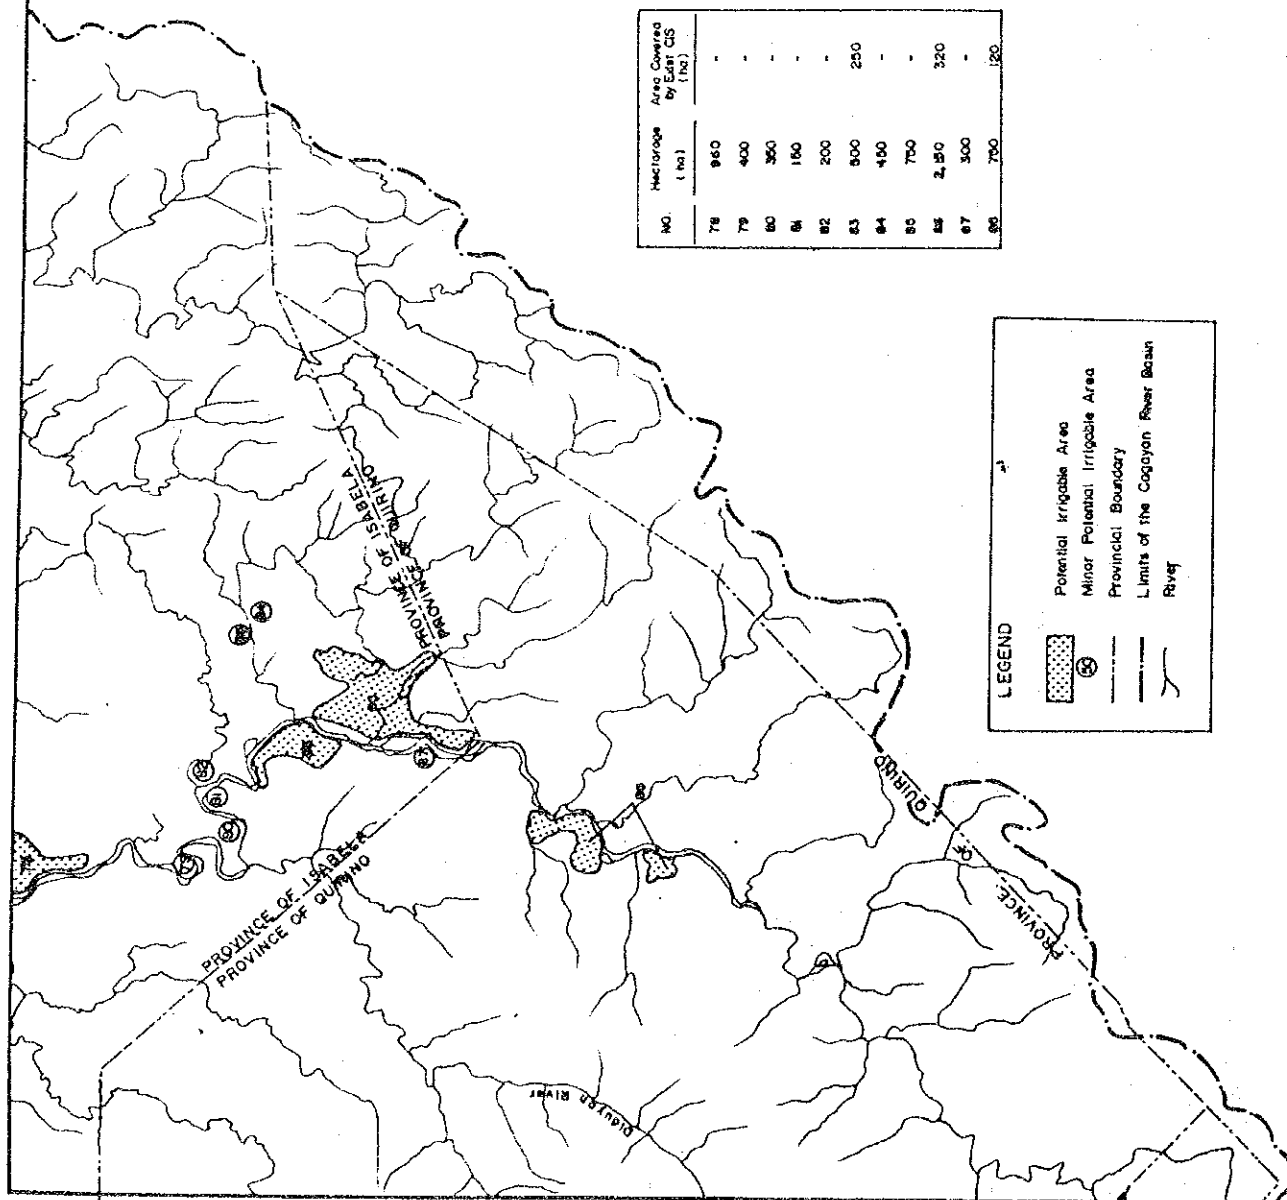 NO. Hectarage (ha) Area Covered by Exist CIS (ha)
78 960 -
79 400 -
80 350 -
81 150 -
82 200 -
83 500 250
84 450 -
85 750 -
86 2,150 320
87 300 -
88 750 120
LEGEND
Potential Irrigable Area
50 Minor Potential Irrigable Area
Provincial Boundary
Limits of the Cagayan River Basin
River
PROVINCE OF ISABELA
PROVINCE OF QUIRINO
PROVINCE OF ISABELA
PROVINCE OF QUIRINO
87
PROVINCE OF QUIRINO
River